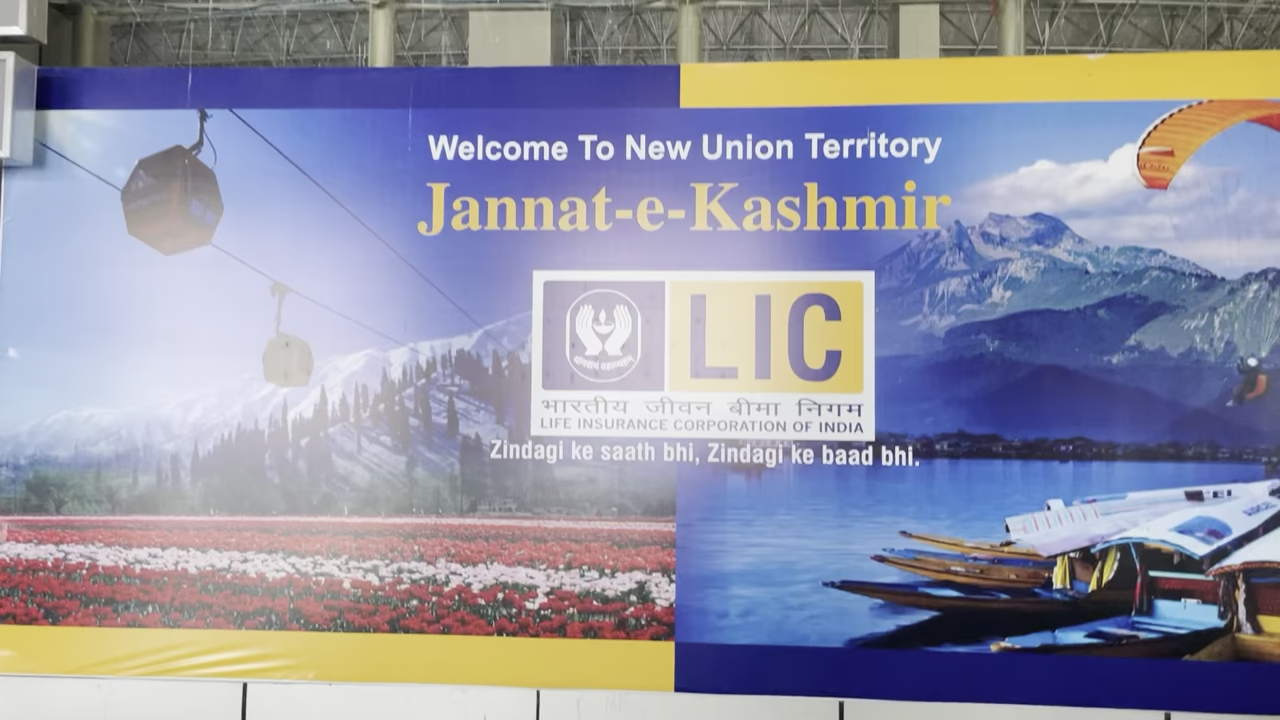 Welcome To New Union Territory
Jannat-e-Kashmir
LIC
भारतीय जीवन बीमा निगम
LIFE INSURANCE CORPORATION OF INDIA
Zindagi ke saath bhi, Zindagi ke baad bhi.